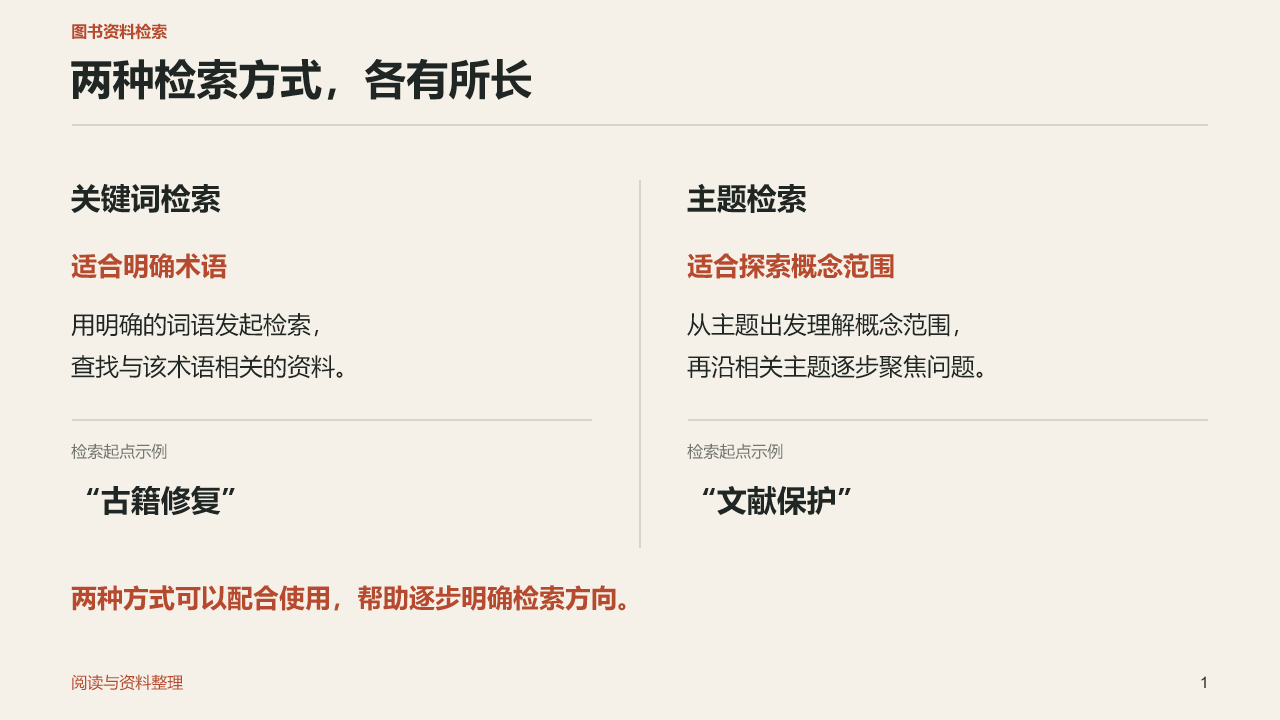 图书资料检索
两种检索方式，各有所长
关键词检索
适合明确术语
用明确的词语发起检索，
查找与该术语相关的资料。
检索起点示例
“古籍修复”
主题检索
适合探索概念范围
从主题出发理解概念范围，
再沿相关主题逐步聚焦问题。
检索起点示例
“文献保护”
两种方式可以配合使用，帮助逐步明确检索方向。
阅读与资料整理
1